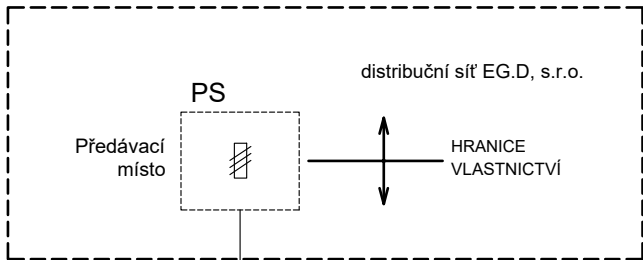 distribuční síť EG.D, s.r.o.
PS
Předávací
místo
HRANICE
VLASTNICTVÍ